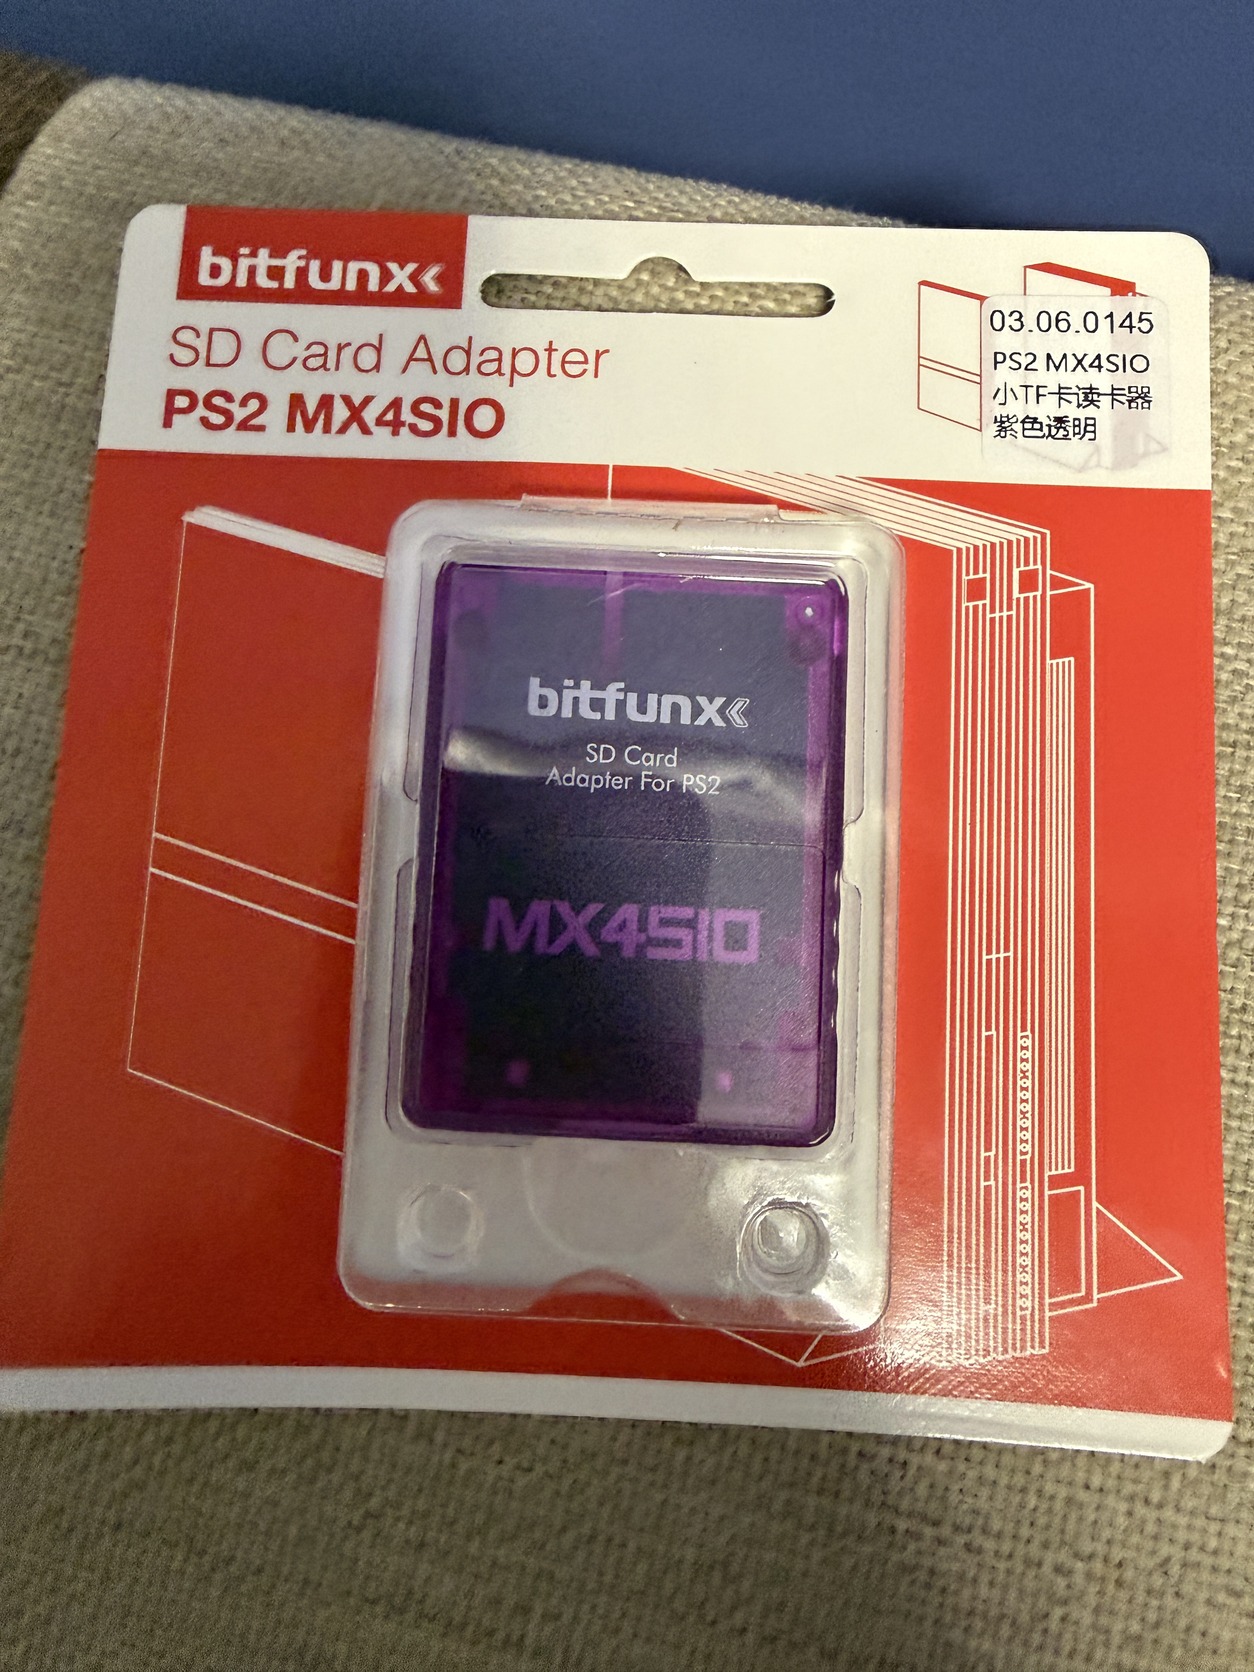 bitfunx
SD Card Adapter
PS2 MX4SIO
03.06.0145
PS2 MX4SIO
小TF卡读卡器
紫色透明
bitfunx
SD Card
Adapter For PS2
MX4SIO